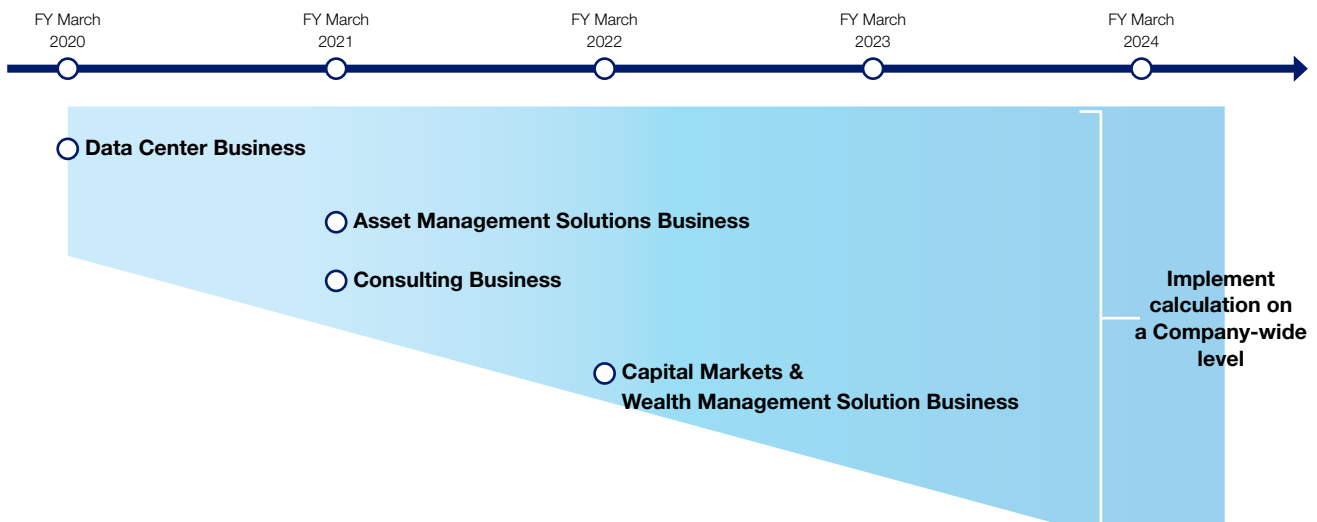 FY March
2020
FY March
2021
FY March
2022
FY March
2023
FY March
2024
Data Center Business
Asset Management Solutions Business
Consulting Business
Capital Markets &
Wealth Management Solution Business
Implement
calculation on
a Company-wide
level